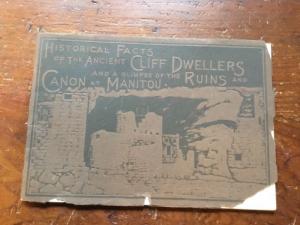 HISTORICAL FACTS
OF THE ANCIENT CLIFF DWELLERS
AND A GLIMPSE OF THE RUINS AND
CANON AT MANITOU.